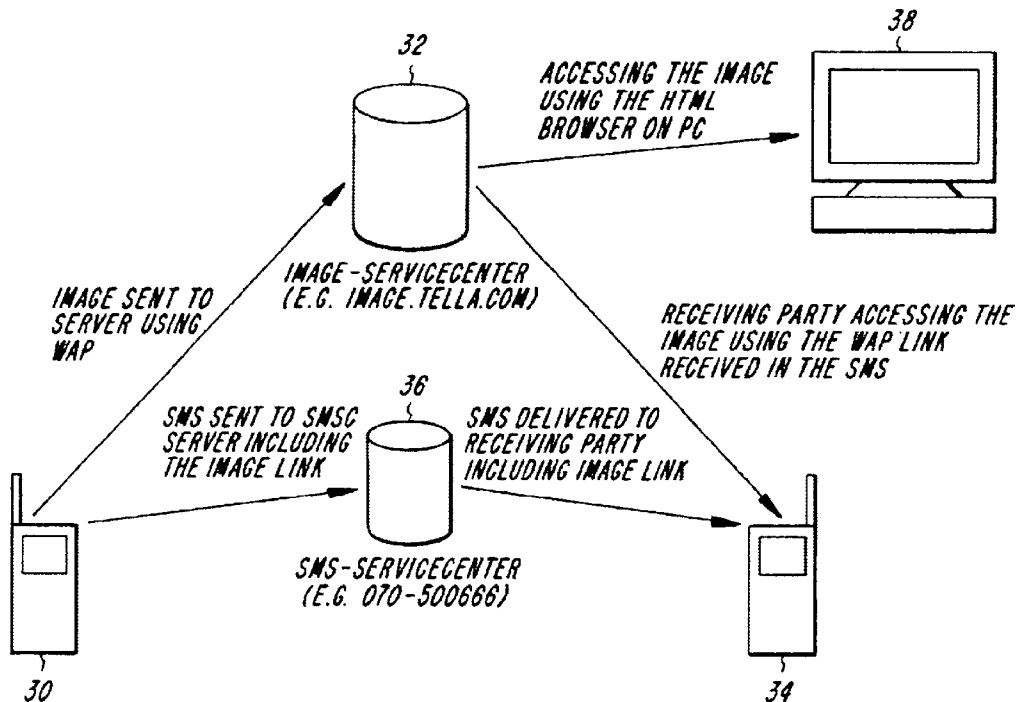 32
38
ACCESSING THE IMAGE
USING THE HTML
BROWSER ON PC
IMAGE-SERVICECENTER
(E.G. IMAGE.TELLA.COM)
IMAGE SENT TO
SERVER USING
WAP
RECEIVING PARTY ACCESSING THE
IMAGE USING THE WAP LINK
RECEIVED IN THE SMS
36
SMS SENT TO SMSC
SERVER INCLUDING
THE IMAGE LINK
SMS DELIVERED TO
RECEIVING PARTY
INCLUDING IMAGE LINK
SMS-SERVICECENTER
(E.G. 070-500666)
30
34